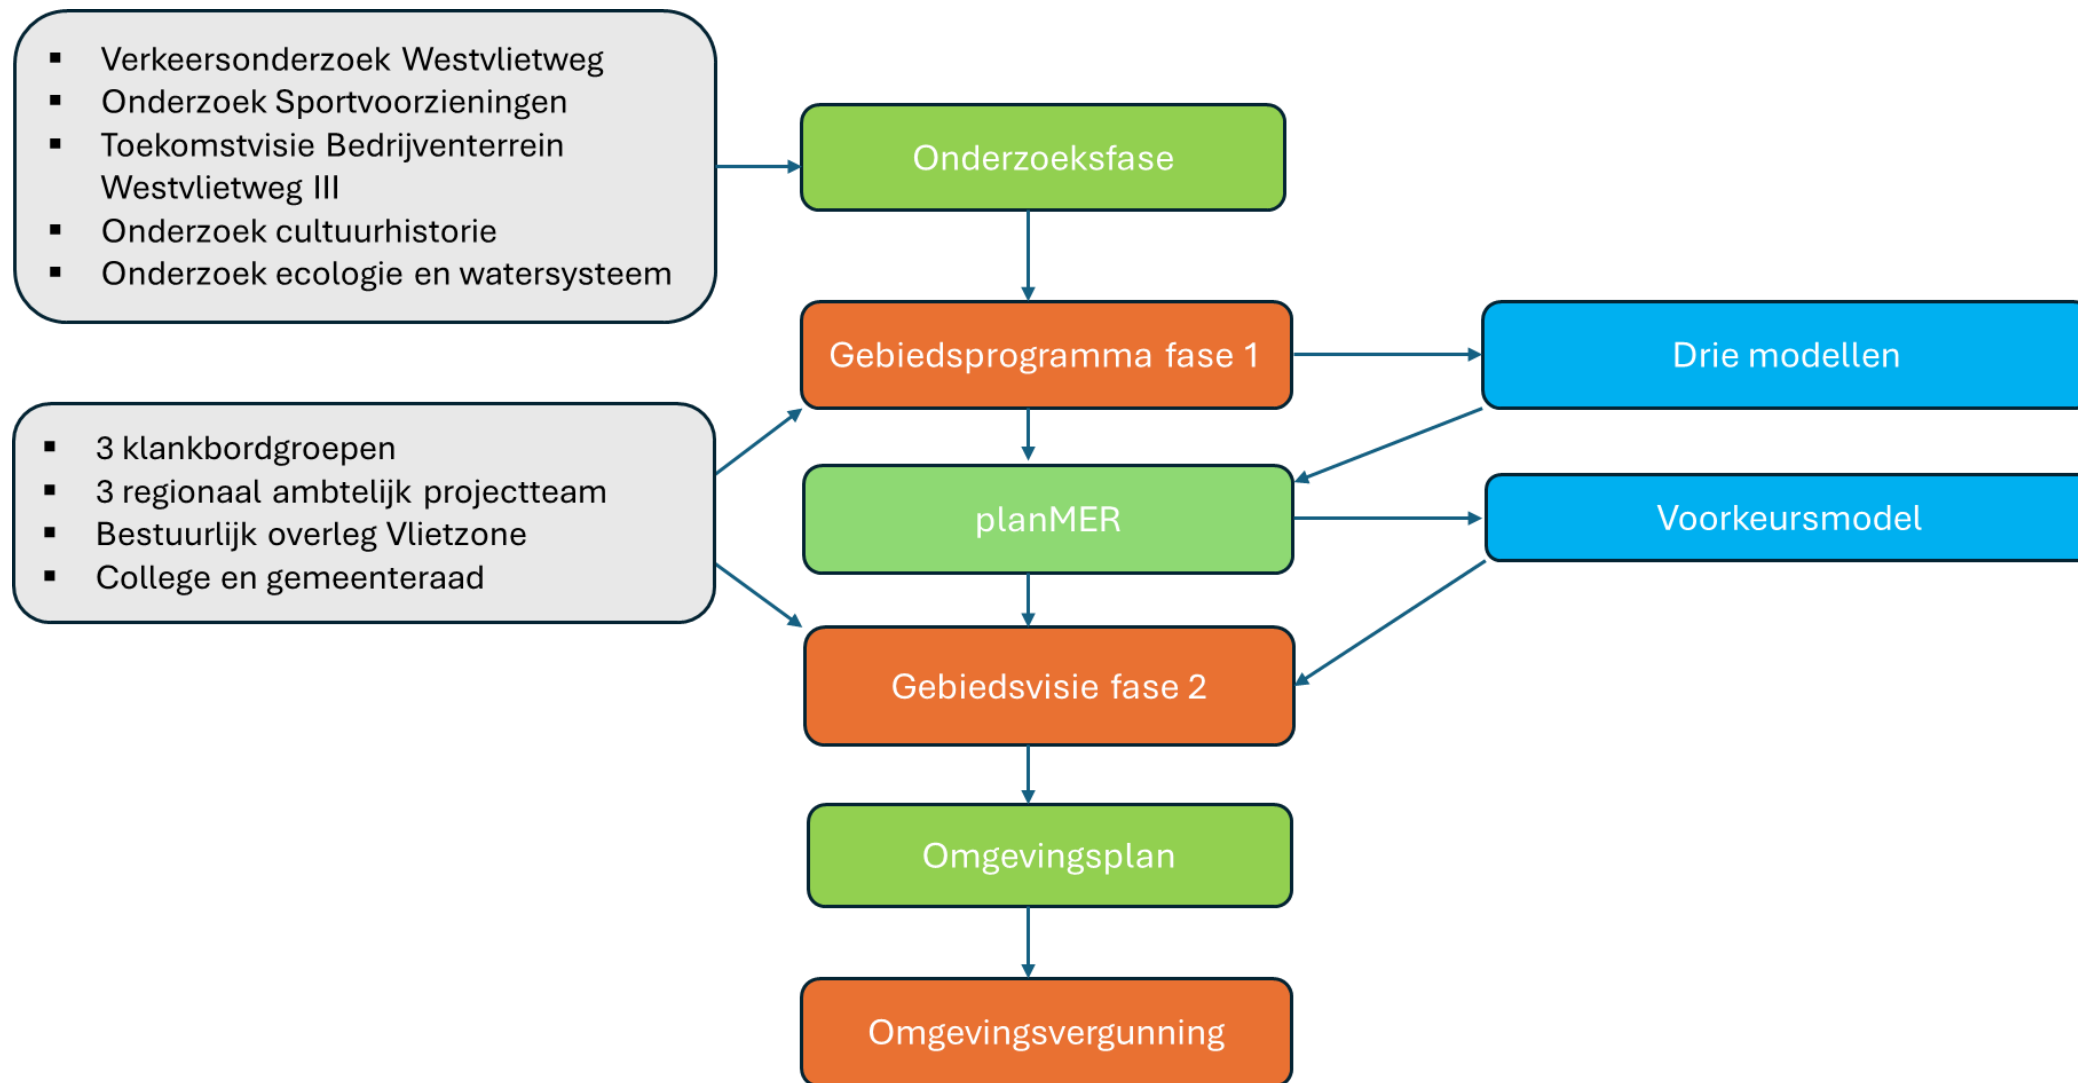 ▪ Verkeersonderzoek Westvlietweg
▪ Onderzoek Sportvoorzieningen
▪ Toekomstvisie Bedrijventerrein
Westvlietweg III
▪ Onderzoek cultuurhistorie
▪ Onderzoek ecologie en watersysteem
Onderzoeksfase
Gebiedsprogramma fase 1
Drie modellen
▪ 3 klankbordgroepen
▪ 3 regionaal ambtelijk projectteam
▪ Bestuurlijk overleg Vlietzone
▪ College en gemeenteraad
planMER
Voorkeursmodel
Gebiedsvisie fase 2
Omgevingsplan
Omgevingsvergunning